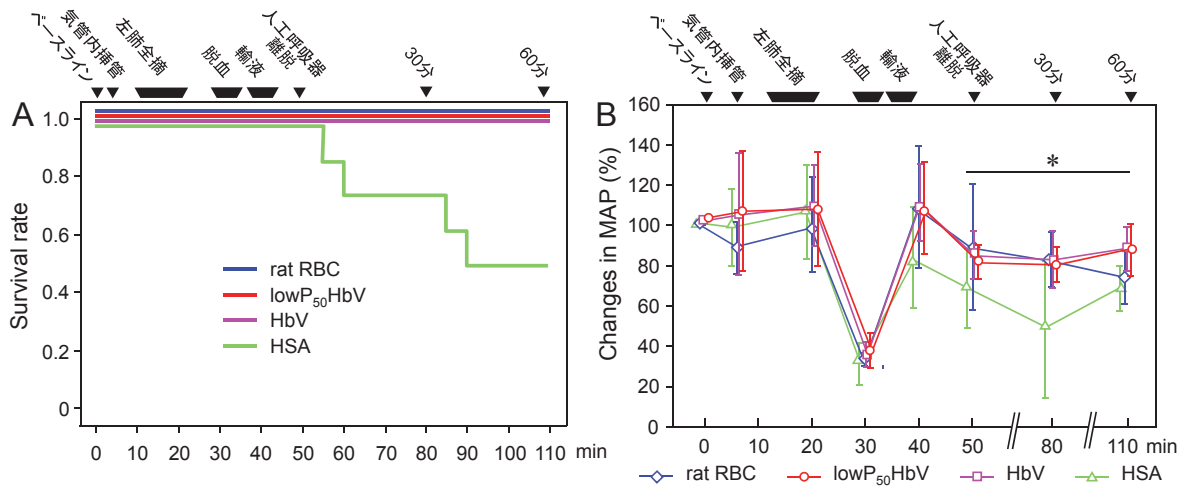 ベースライン
気管内挿管
左肺全摘
脱血
輸液
人工呼吸器
離脱
30分
60分
A
Survival rate
1.0
0.8
0.6
0.4
0.2
0
rat RBC
lowP50HbV
HbV
HSA
0 10 20 30 40 50 60 70 80 90 100 110 min
ベースライン
気管内挿管
左肺全摘
脱血
輸液
人工呼吸器
離脱
30分
60分
B
Changes in MAP (%)
160
140
120
100
80
60
40
20
0
*
0 10 20 30 40 50 80 110 min
rat RBC lowP50HbV HbV HSA